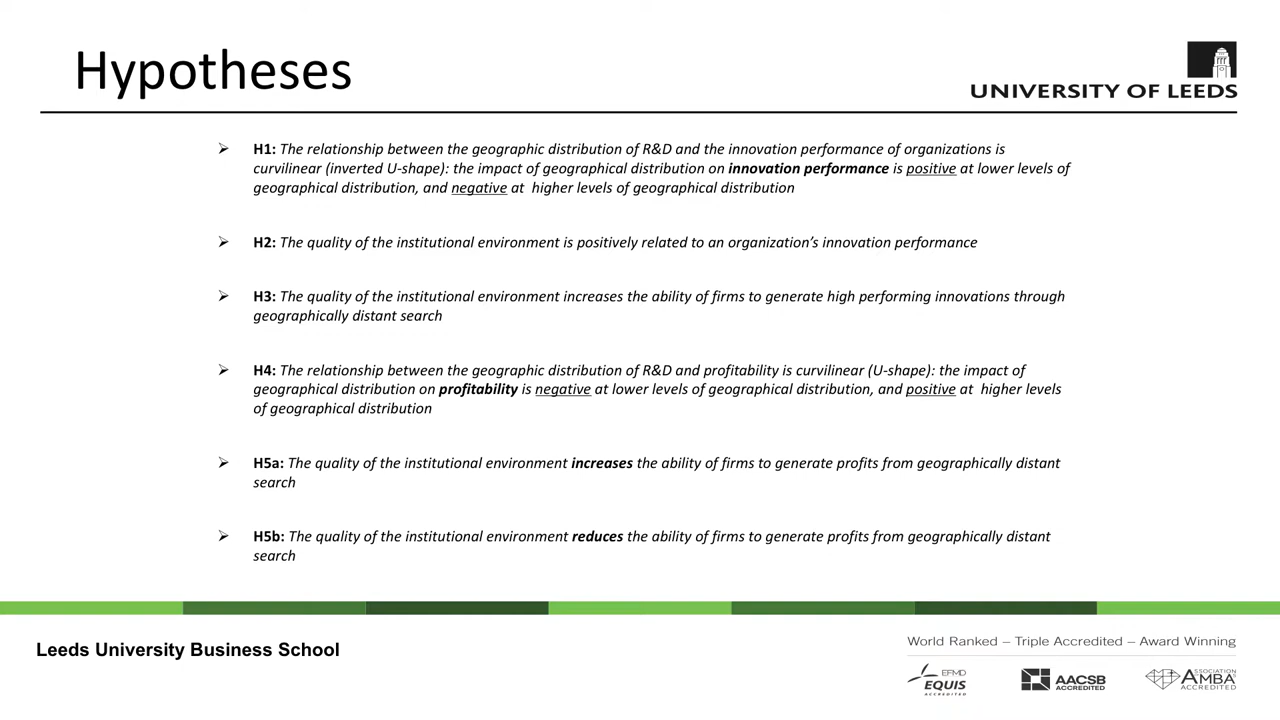 Hypotheses
UNIVERSITY OF LEEDS
➢ H1: The relationship between the geographic distribution of R&D and the innovation performance of organizations is
curvilinear (inverted U-shape): the impact of geographical distribution on innovation performance is positive at lower levels of
geographical distribution, and negative at higher levels of geographical distribution
➢ H2: The quality of the institutional environment is positively related to an organization’s innovation performance
➢ H3: The quality of the institutional environment increases the ability of firms to generate high performing innovations through
geographically distant search
➢ H4: The relationship between the geographic distribution of R&D and profitability is curvilinear (U-shape): the impact of
geographical distribution on profitability is negative at lower levels of geographical distribution, and positive at higher levels
of geographical distribution
➢ H5a: The quality of the institutional environment increases the ability of firms to generate profits from geographically distant
search
➢ H5b: The quality of the institutional environment reduces the ability of firms to generate profits from geographically distant
search
Leeds University Business School
World Ranked – Triple Accredited – Award Winning
EFMD
EQUIS
ACCREDITED
AACSB
ACCREDITED
ASSOCIATION
AMBA
ACCREDITED